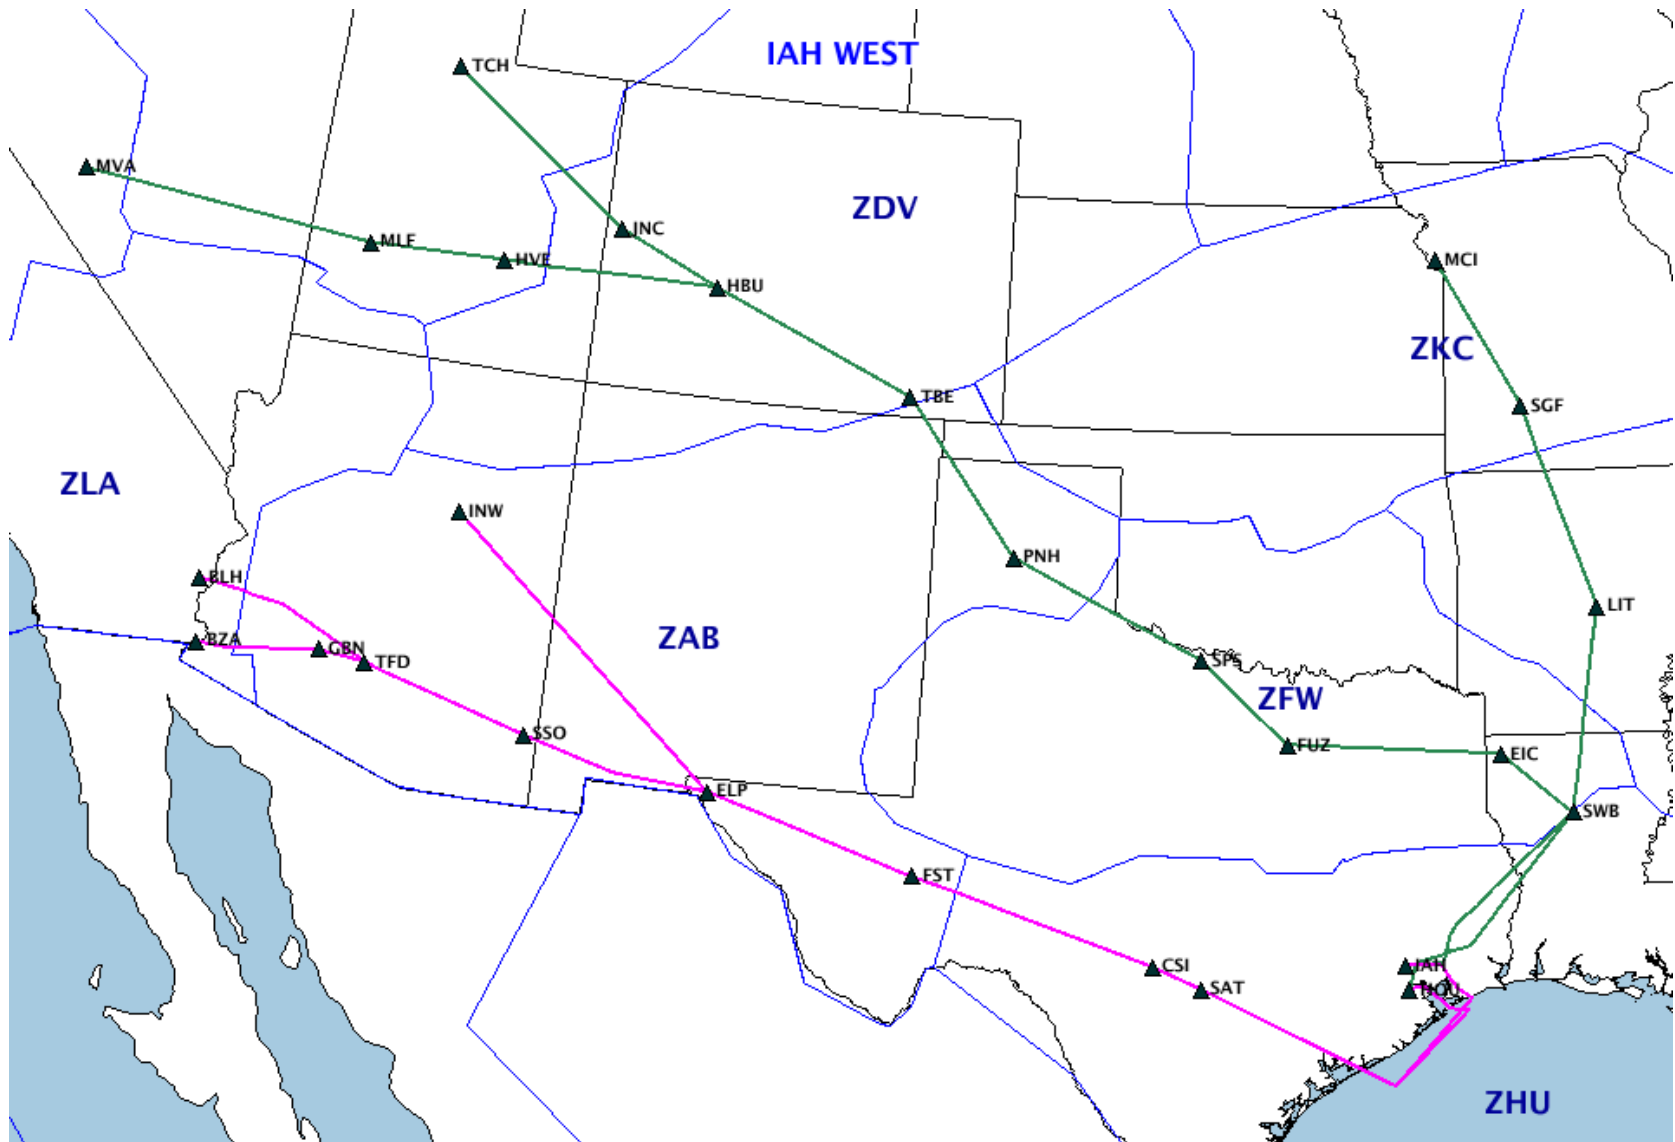 IAH WEST
TCH
MVA
ZDV
INC
MLF
HVE
MCI
HBU
ZKC
TBE
SGF
ZLA
INW
PNH
BLH
LIT
BZA
ZAB
GBN
TFD
SPS
ZFW
SSO
FUZ
EIC
ELP
SWB
FST
CSI
IAH
SAT
HOU
ZHU